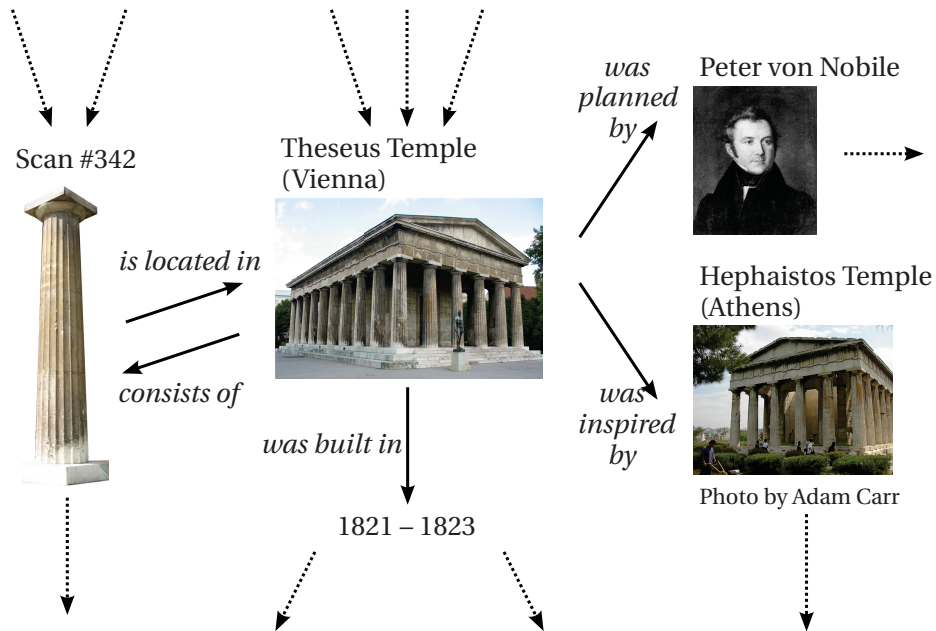 Scan #342
is located in
consists of
Theseus Temple
(Vienna)
was built in
1821 – 1823
was
planned
by
Peter von Nobile
was
inspired
by
Hephaistos Temple
(Athens)
Photo by Adam Carr